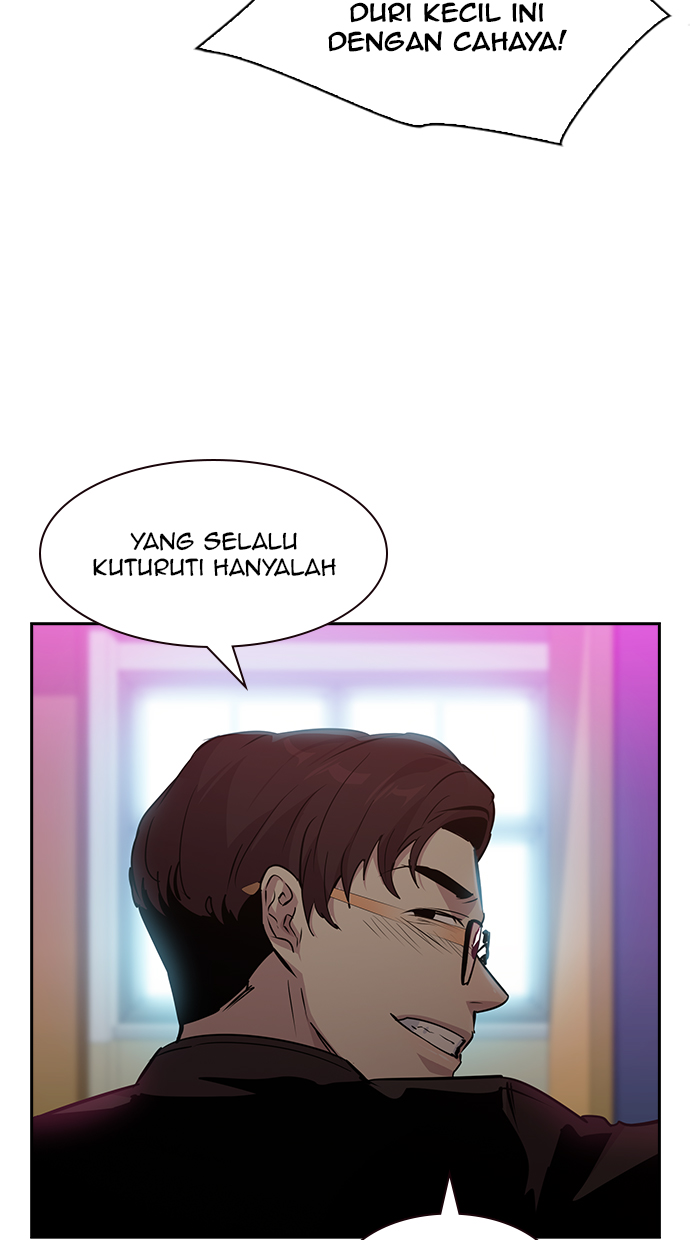 DURI KECIL INI
DENGAN CAHAYA!
YANG SELALU
KUTURUTI HANYALAH